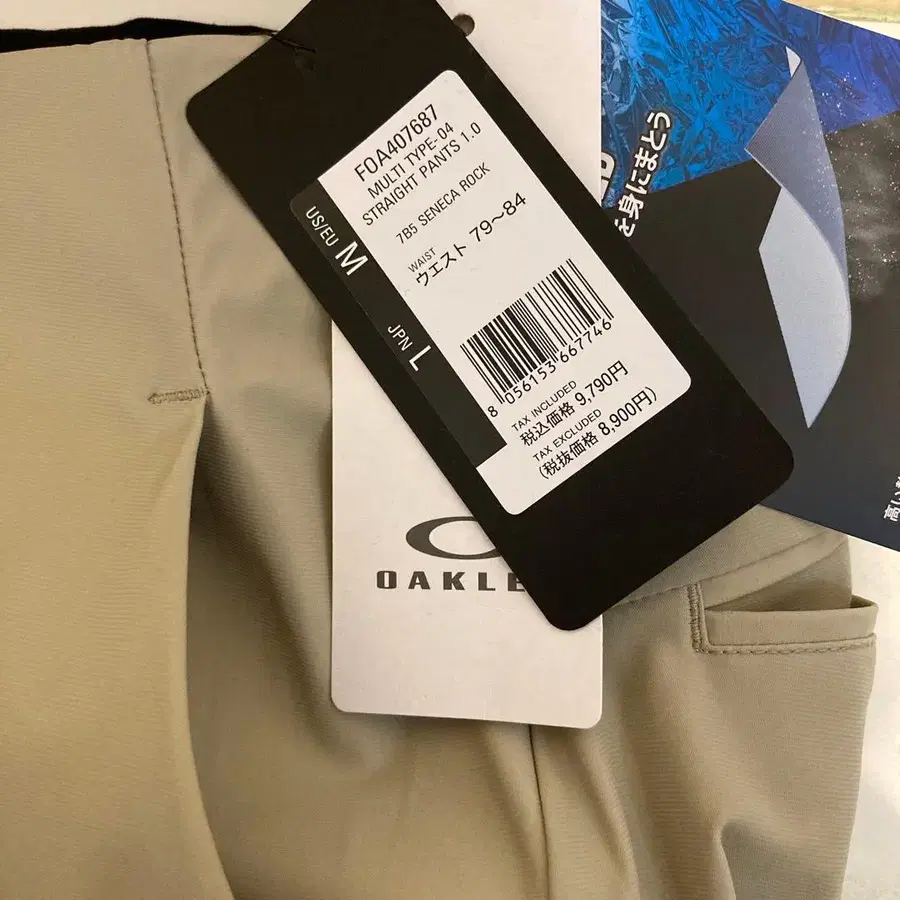 FOA407687
MULTI TYPE-04
STRAIGHT PANTS 1.0
7B5 SENECA ROCK
US/EU M
WAIST
ウエスト 79～84
JPN L
8 056153 667746
TAX INCLUDED
税込価格 9,790円
TAX EXCLUDED
(税抜価格 8,900円)
OAKLE
を身にまとう
高い